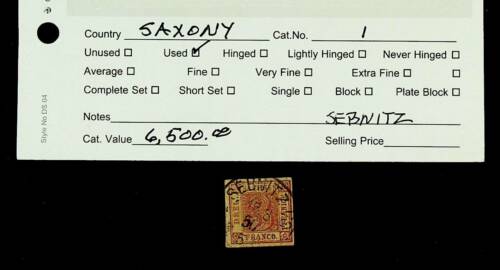 Country SAXONY Cat.No. 1
Unused ☐ Used ☑ Hinged ☐ Lightly Hinged ☐ Never Hinged ☐
Average ☐ Fine ☐ Very Fine ☐ Extra Fine ☐
Complete Set ☐ Short Set ☐ Single ☐ Block ☐ Plate Block ☐
Notes SEBNITZ
Cat. Value 6,500.00 Selling Price
Style No DS 04
SEBNITZ
FRANCO.